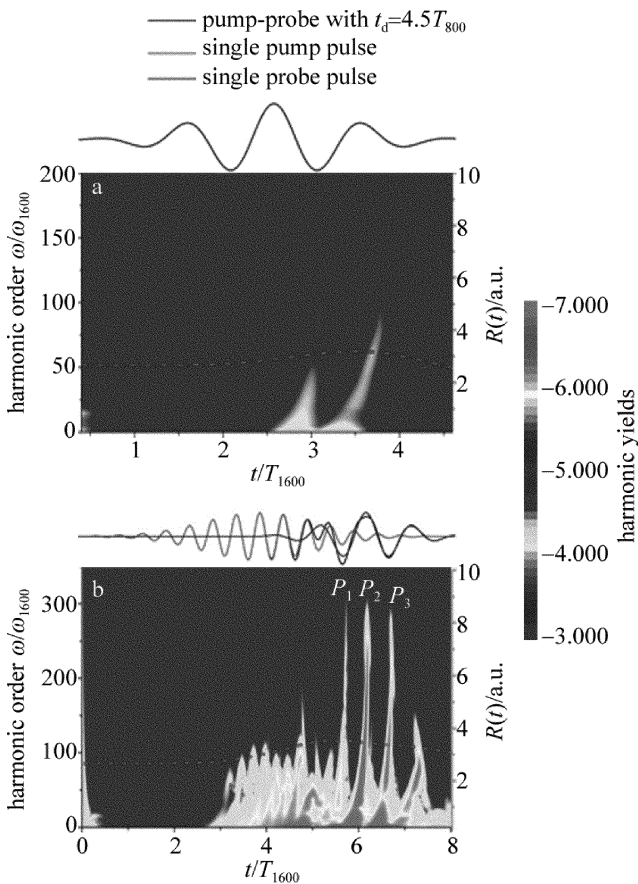 pump-probe with t_d=4.5T_800
single pump pulse
single probe pulse
a
200
150
100
50
0
harmonic order ω/ω_1600
10
8
6
4
2
R(t)/a.u.
1 2 3 4
t/T_1600
−7.000
−6.000
−5.000
−4.000
−3.000
harmonic yields
b
P_1 P_2 P_3
300
200
100
0
harmonic order ω/ω_1600
10
8
6
4
2
R(t)/a.u.
0 2 4 6 8
t/T_1600